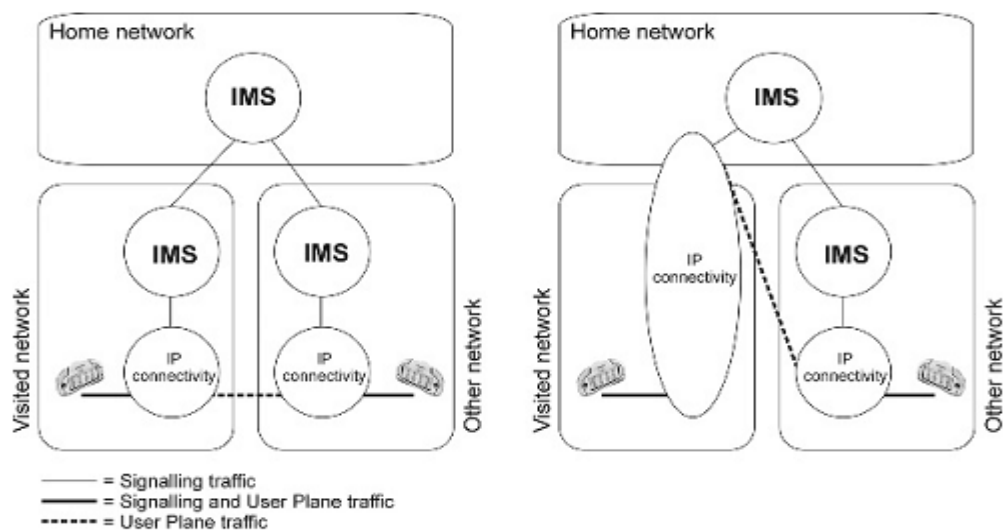 Home network
IMS
IMS
IMS
IP
connectivity
IP
connectivity
Visited network
Other network
Home network
IMS
IP
connectivity
IMS
IP
connectivity
Visited network
Other network
= Signalling traffic
= Signalling and User Plane traffic
= User Plane traffic